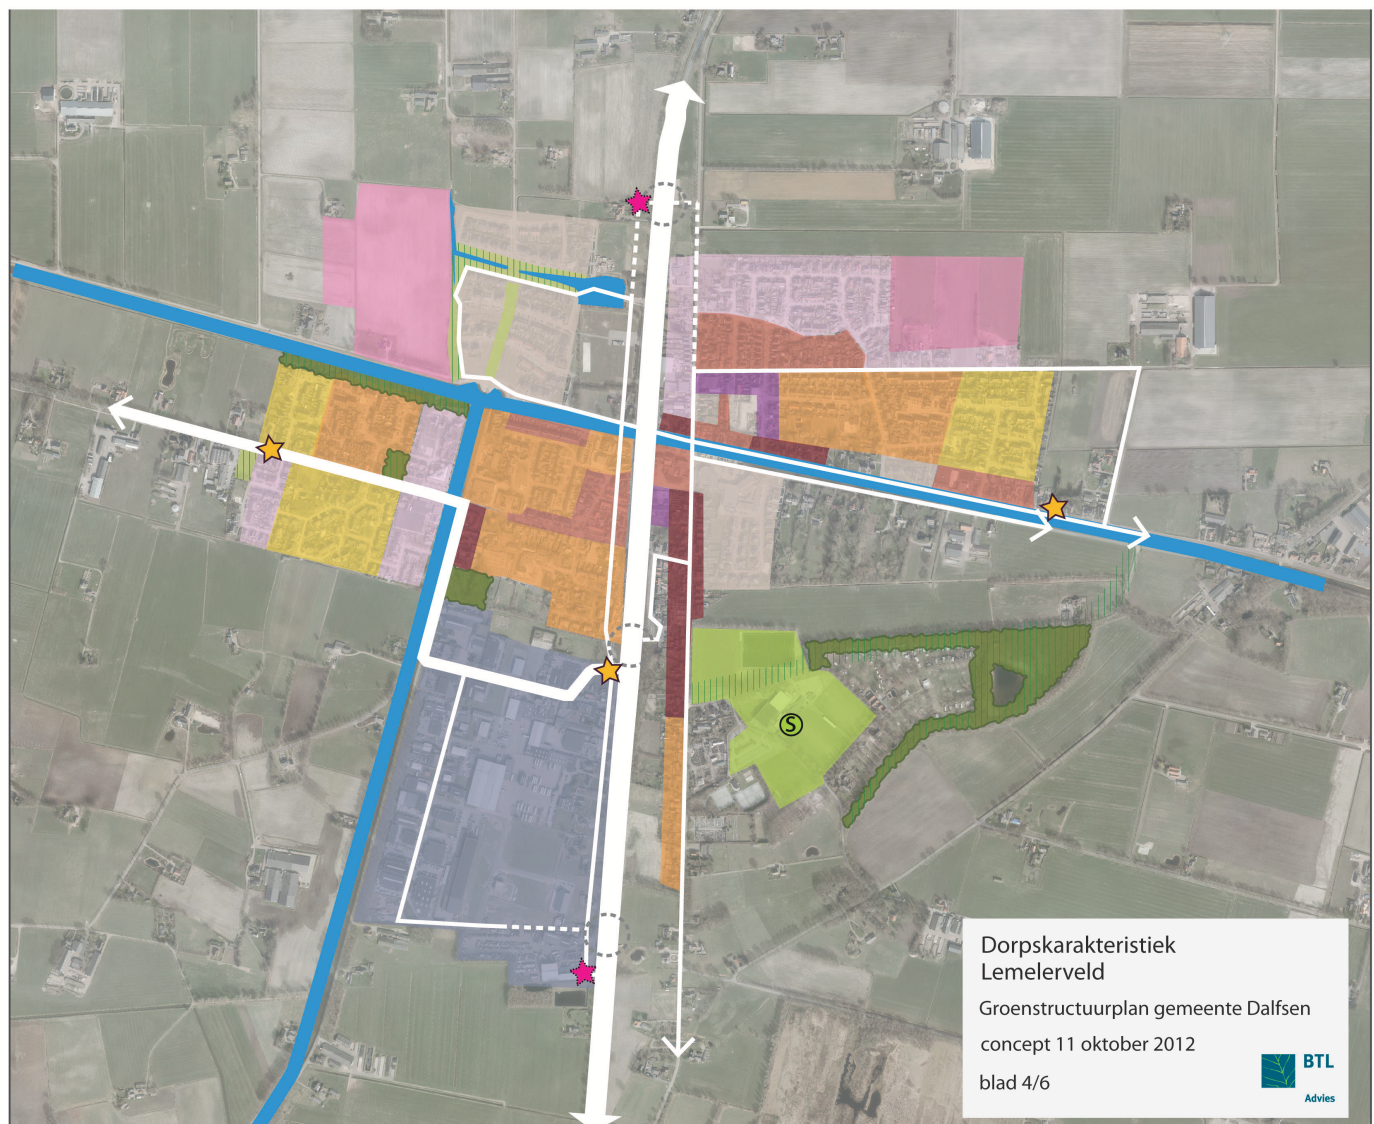 S
Dorpskarakteristiek
Lemelerveld
Groenstructuurplan gemeente Dalfsen
concept 11 oktober 2012
blad 4/6
BTL
Advies